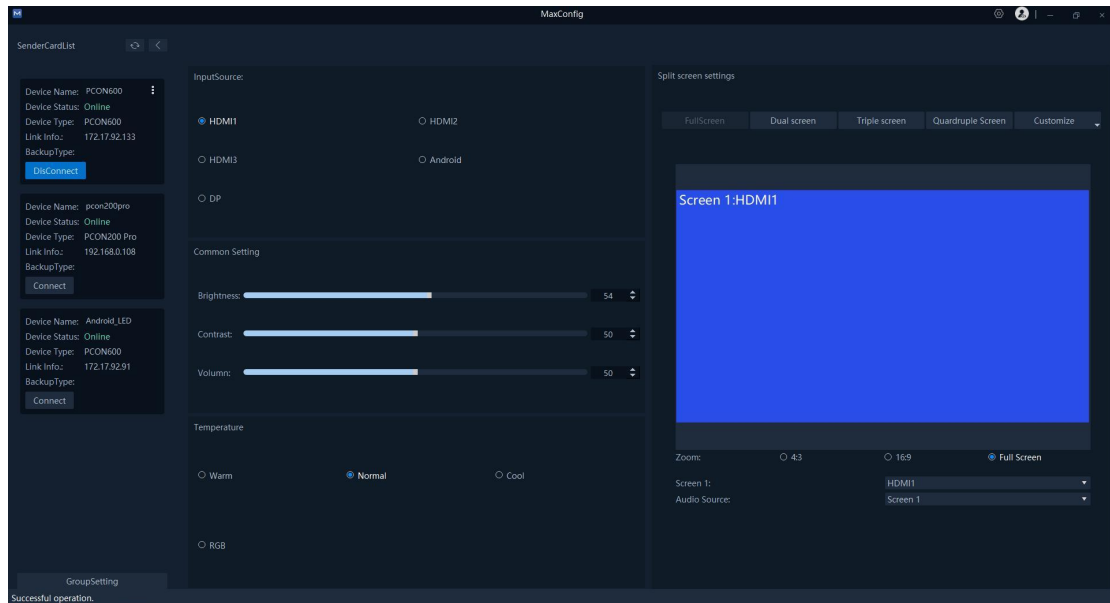 M
MaxConfig
SenderCardList
Device Name: PCON600
Device Status: Online
Device Type: PCON600
Link Info.: 172.17.92.133
BackupType:
DisConnect
Device Name: pcon200pro
Device Status: Online
Device Type: PCON200 Pro
Link Info.: 192.168.0.108
BackupType:
Connect
Device Name: Android_LED
Device Status: Online
Device Type: PCON600
Link Info.: 172.17.92.91
BackupType:
Connect
GroupSetting
Successful operation.
InputSource:
HDMI1 HDMI2
HDMI3 Android
DP
Common Setting
Brightness: 54
Contrast: 50
Volumn: 50
Temperature
Warm Normal Cool
RGB
Split screen settings
FullScreen Dual screen Triple screen Quardruple Screen Customize
Screen 1:HDMI1
Zoom: 4:3 16:9 Full Screen
Screen 1: HDMI1
Audio Source: Screen 1